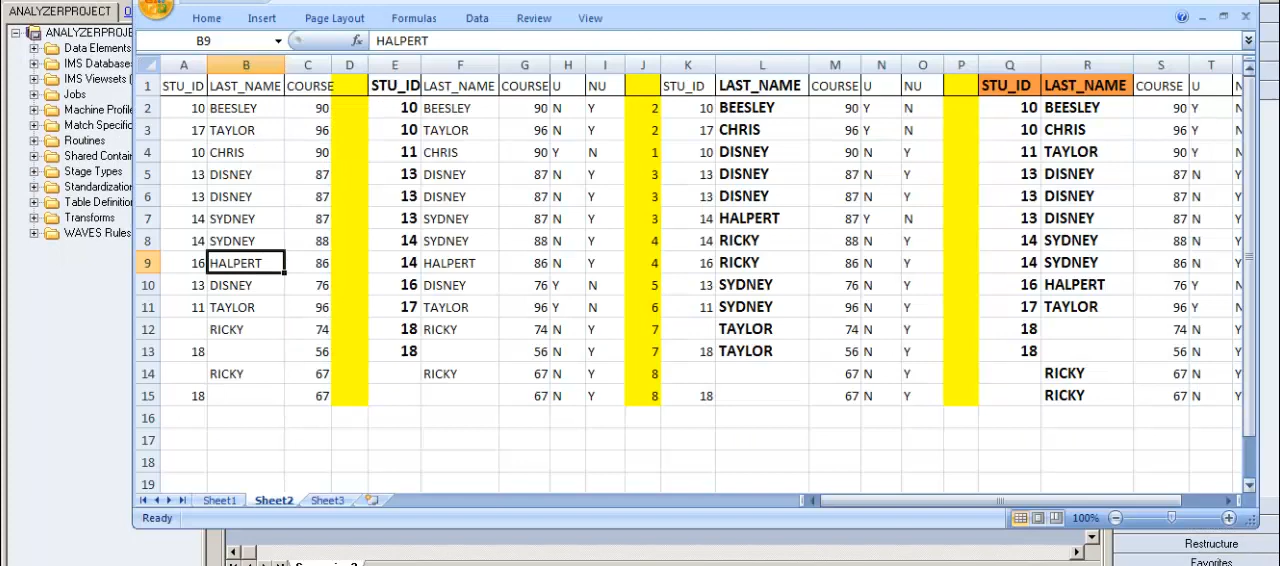 ANALYZERPROJECT
ANALYZERPROJECT
Data Elements
IMS Databases
IMS Viewsets
Jobs
Machine Profile
Match Specific
Routines
Shared Contain
Stage Types
Standardization
Table Definition
Transforms
WAVES Rules
Home Insert Page Layout Formulas Data Review View
B9 fx HALPERT
A B C D E F G H I J K L M N O P Q R S T
1 STU_ID LAST_NAME COURSE STU_ID LAST_NAME COURSE U NU STU_ID LAST_NAME COURSE U NU STU_ID LAST_NAME COURSE U N
2 10 BEESLEY 90 10 BEESLEY 90 N Y 2 10 BEESLEY 90 Y N 10 BEESLEY 90 Y N
3 17 TAYLOR 96 10 TAYLOR 96 N Y 2 17 CHRIS 96 Y N 10 CHRIS 96 Y N
4 10 CHRIS 90 11 CHRIS 90 Y N 1 10 DISNEY 90 N Y 11 TAYLOR 90 N Y
5 13 DISNEY 87 13 DISNEY 87 N Y 3 13 DISNEY 87 N Y 13 DISNEY 87 N Y
6 13 DISNEY 87 13 DISNEY 87 N Y 3 13 DISNEY 87 N Y 13 DISNEY 87 N Y
7 14 SYDNEY 87 13 SYDNEY 87 N Y 3 14 HALPERT 87 Y N 13 DISNEY 87 N Y
8 14 SYDNEY 88 14 SYDNEY 88 N Y 4 14 RICKY 88 N Y 14 SYDNEY 88 N Y
9 16 HALPERT 86 14 HALPERT 86 N Y 4 16 RICKY 86 N Y 14 SYDNEY 86 N Y
10 13 DISNEY 76 16 DISNEY 76 Y N 5 13 SYDNEY 76 N Y 16 HALPERT 76 Y N
11 11 TAYLOR 96 17 TAYLOR 96 Y N 6 11 SYDNEY 96 N Y 17 TAYLOR 96 Y N
12 RICKY 74 18 RICKY 74 N Y 7 TAYLOR 74 N Y 18 74 N Y
13 18 56 18 56 N Y 7 18 TAYLOR 56 N Y 18 56 N Y
14 RICKY 67 RICKY 67 N Y 8 67 N Y RICKY 67 N Y
15 18 67 67 N Y 8 18 67 N Y RICKY 67 N Y
16
17
18
19
Sheet1 Sheet2 Sheet3
Ready 100%
Restructure
Favorites